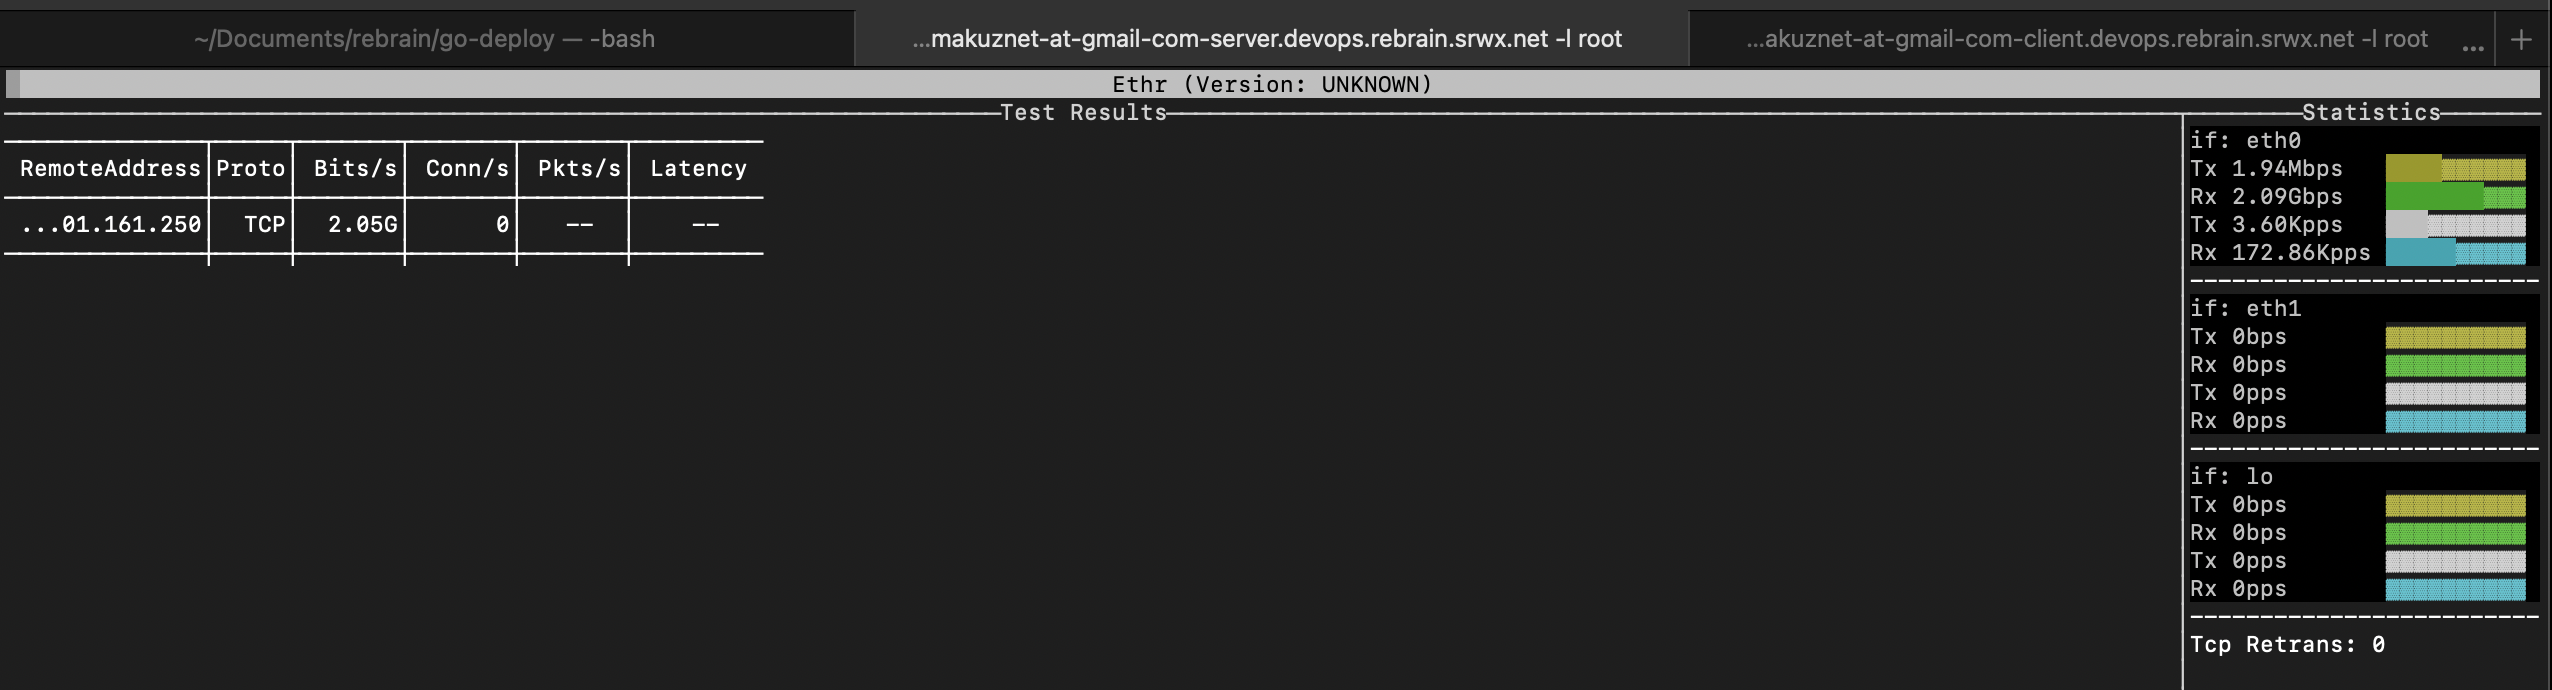 ~/Documents/rebrain/go-deploy — -bash
...makuznet-at-gmail-com-server.devops.rebrain.srwx.net -l root
...akuznet-at-gmail-com-client.devops.rebrain.srwx.net -l root ... +
Ethr (Version: UNKNOWN)
Test Results
Statistics
RemoteAddress Proto Bits/s Conn/s Pkts/s Latency
...01.161.250 TCP 2.05G 0 -- --
if: eth0
Tx 1.94Mbps
Rx 2.09Gbps
Tx 3.60Kpps
Rx 172.86Kpps
if: eth1
Tx 0bps
Rx 0bps
Tx 0pps
Rx 0pps
if: lo
Tx 0bps
Rx 0bps
Tx 0pps
Rx 0pps
Tcp Retrans: 0